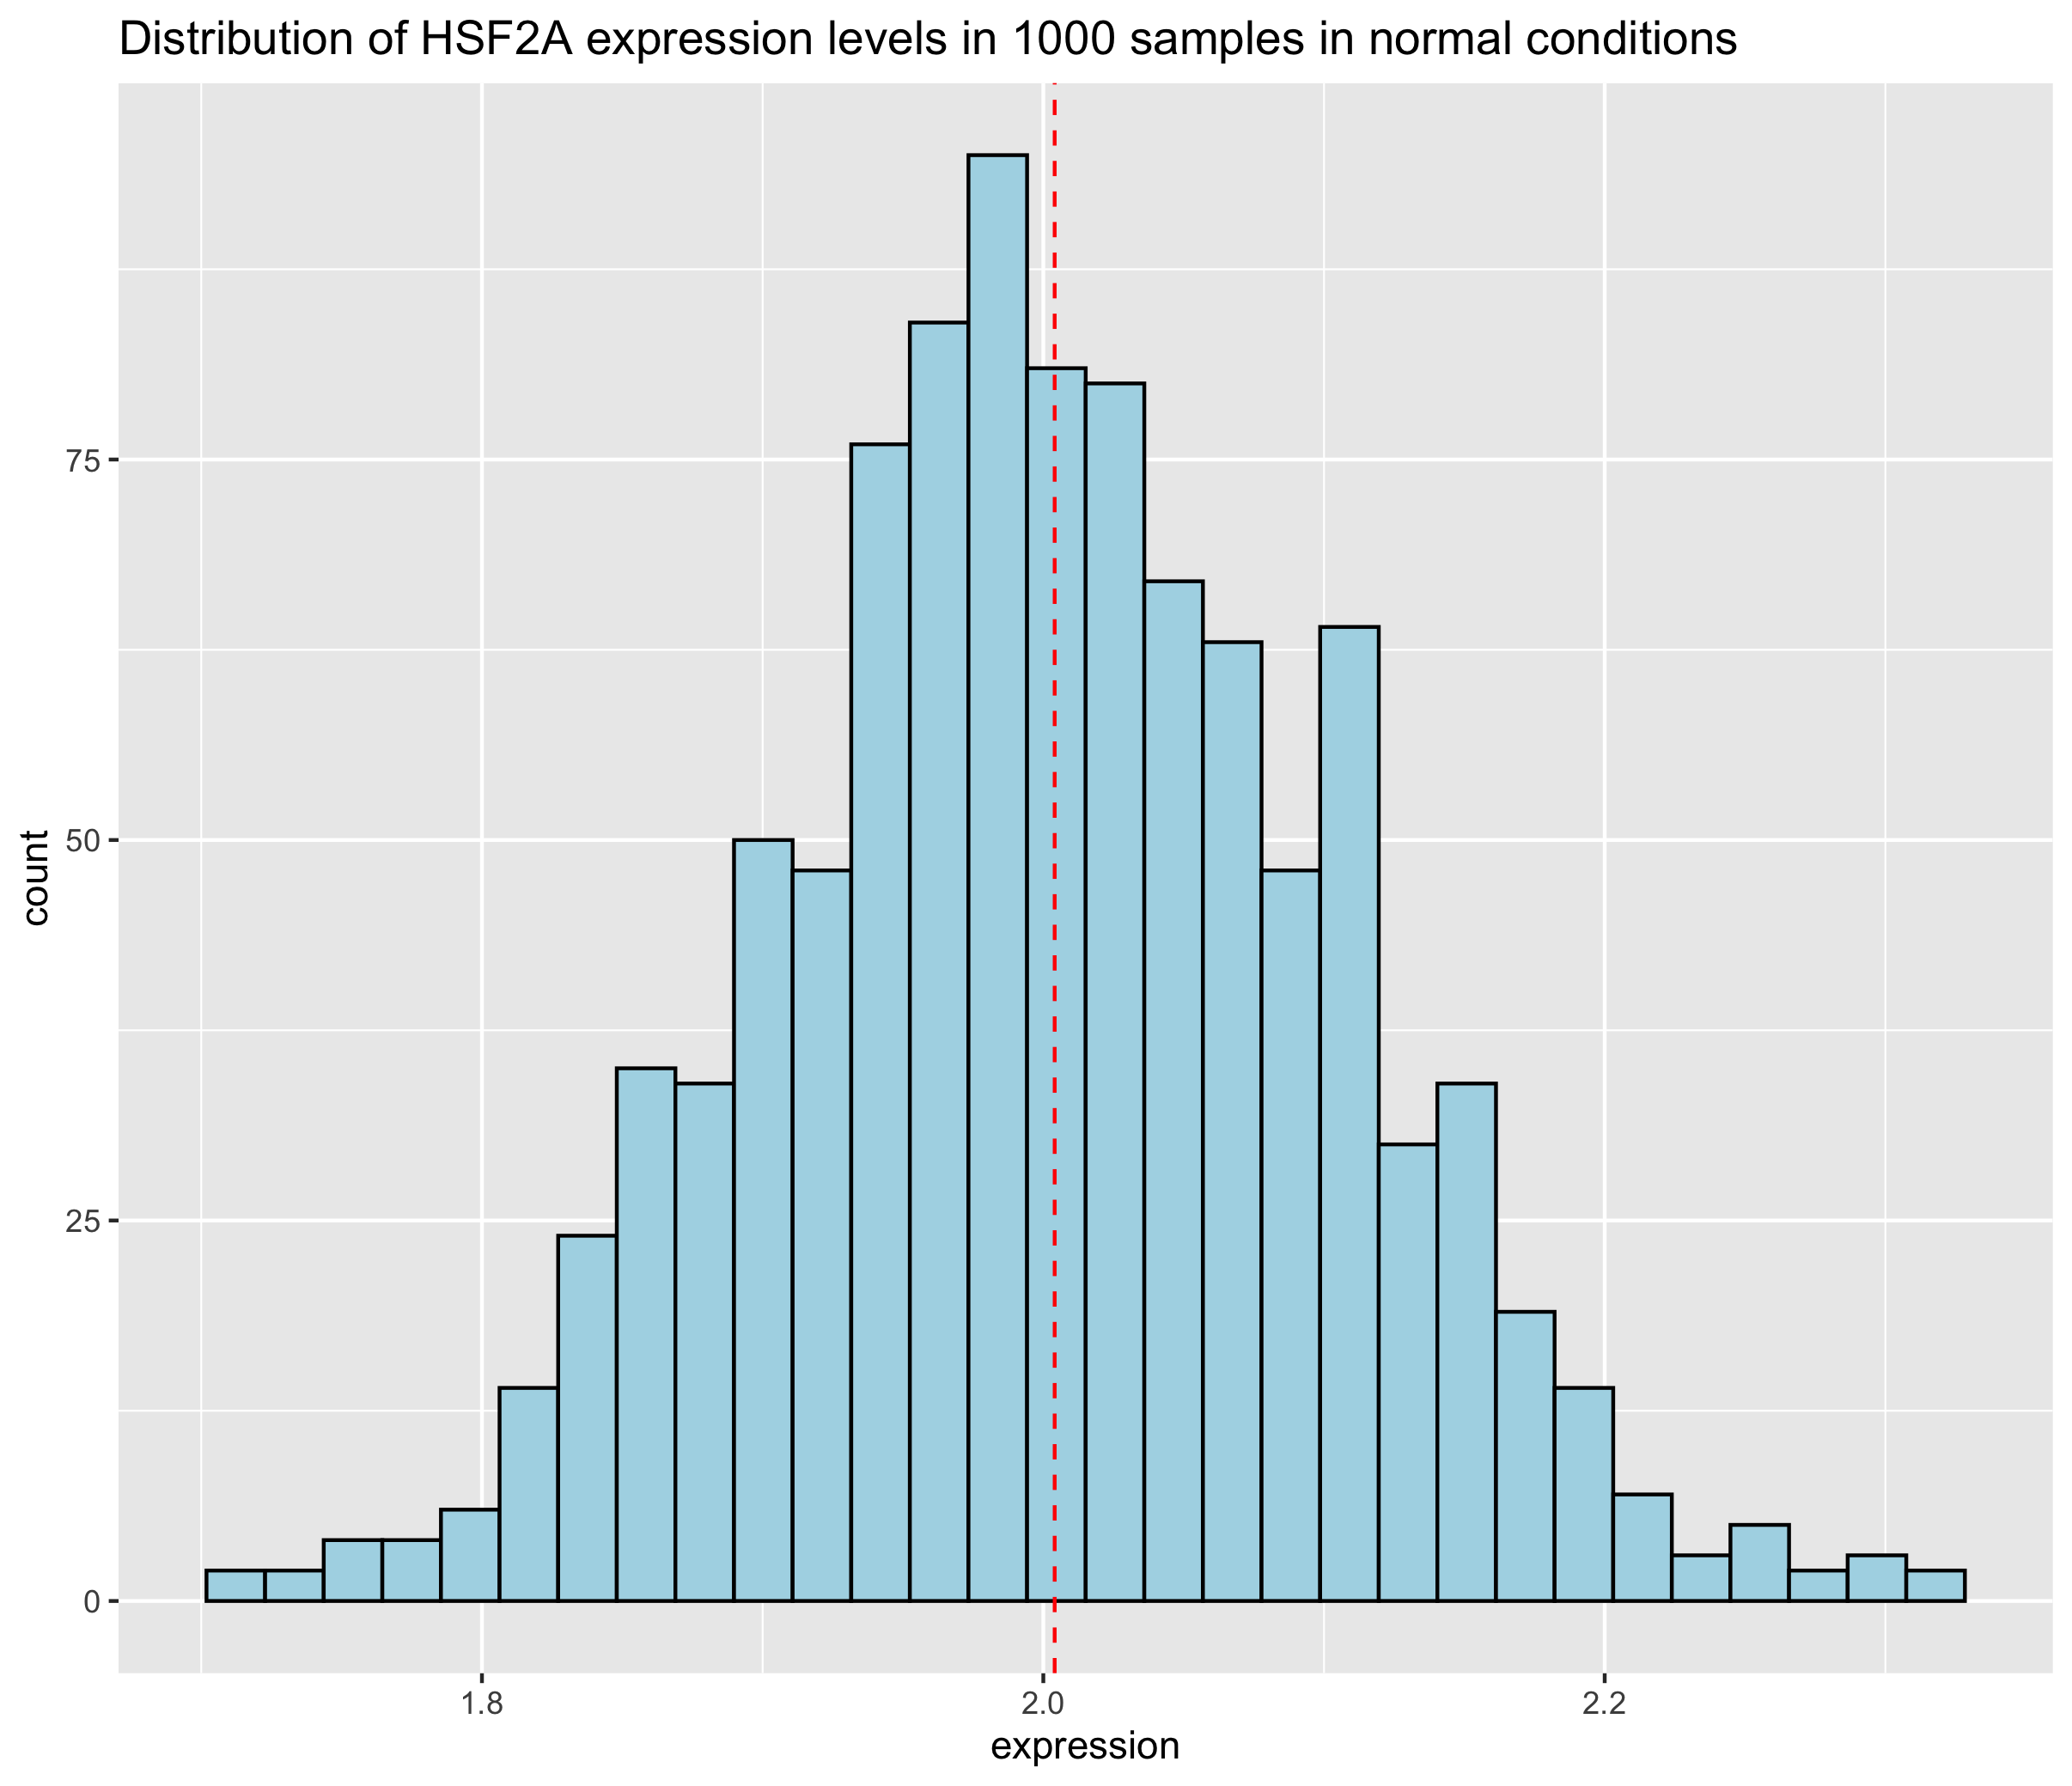 Distribution of HSF2A expression levels in 1000 samples in normal conditions
75
50
25
0
count
1.8 2.0 2.2
expression